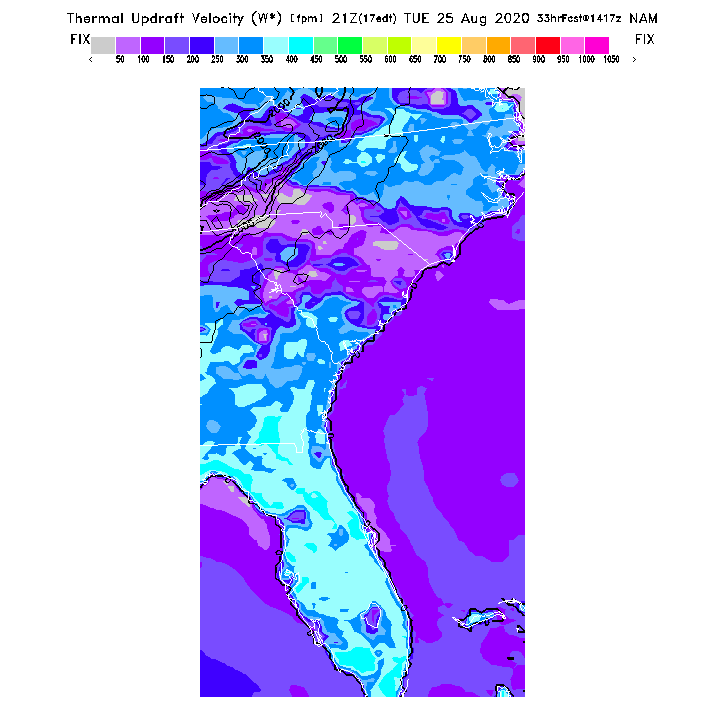 Thermal Updraft Velocity (W*) [fpm] 21Z(17edt) TUE 25 Aug 2020 33hrFcst@1417z NAM
FIX FIX
< 50 100 150 200 250 300 350 400 450 500 550 600 650 700 750 800 850 900 950 1000 1050 >